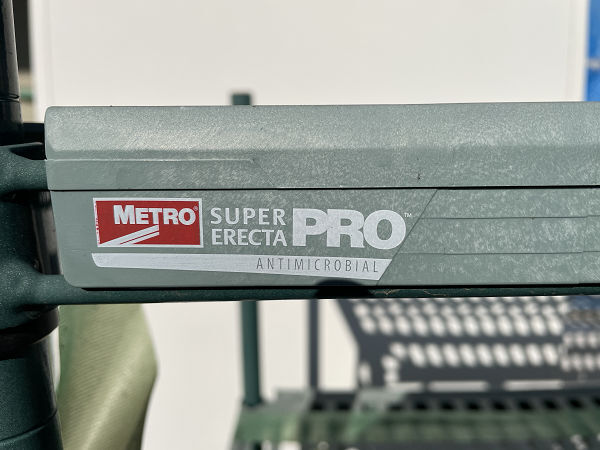 METRO®
SUPER
ERECTA
PRO™
ANTIMICROBIAL